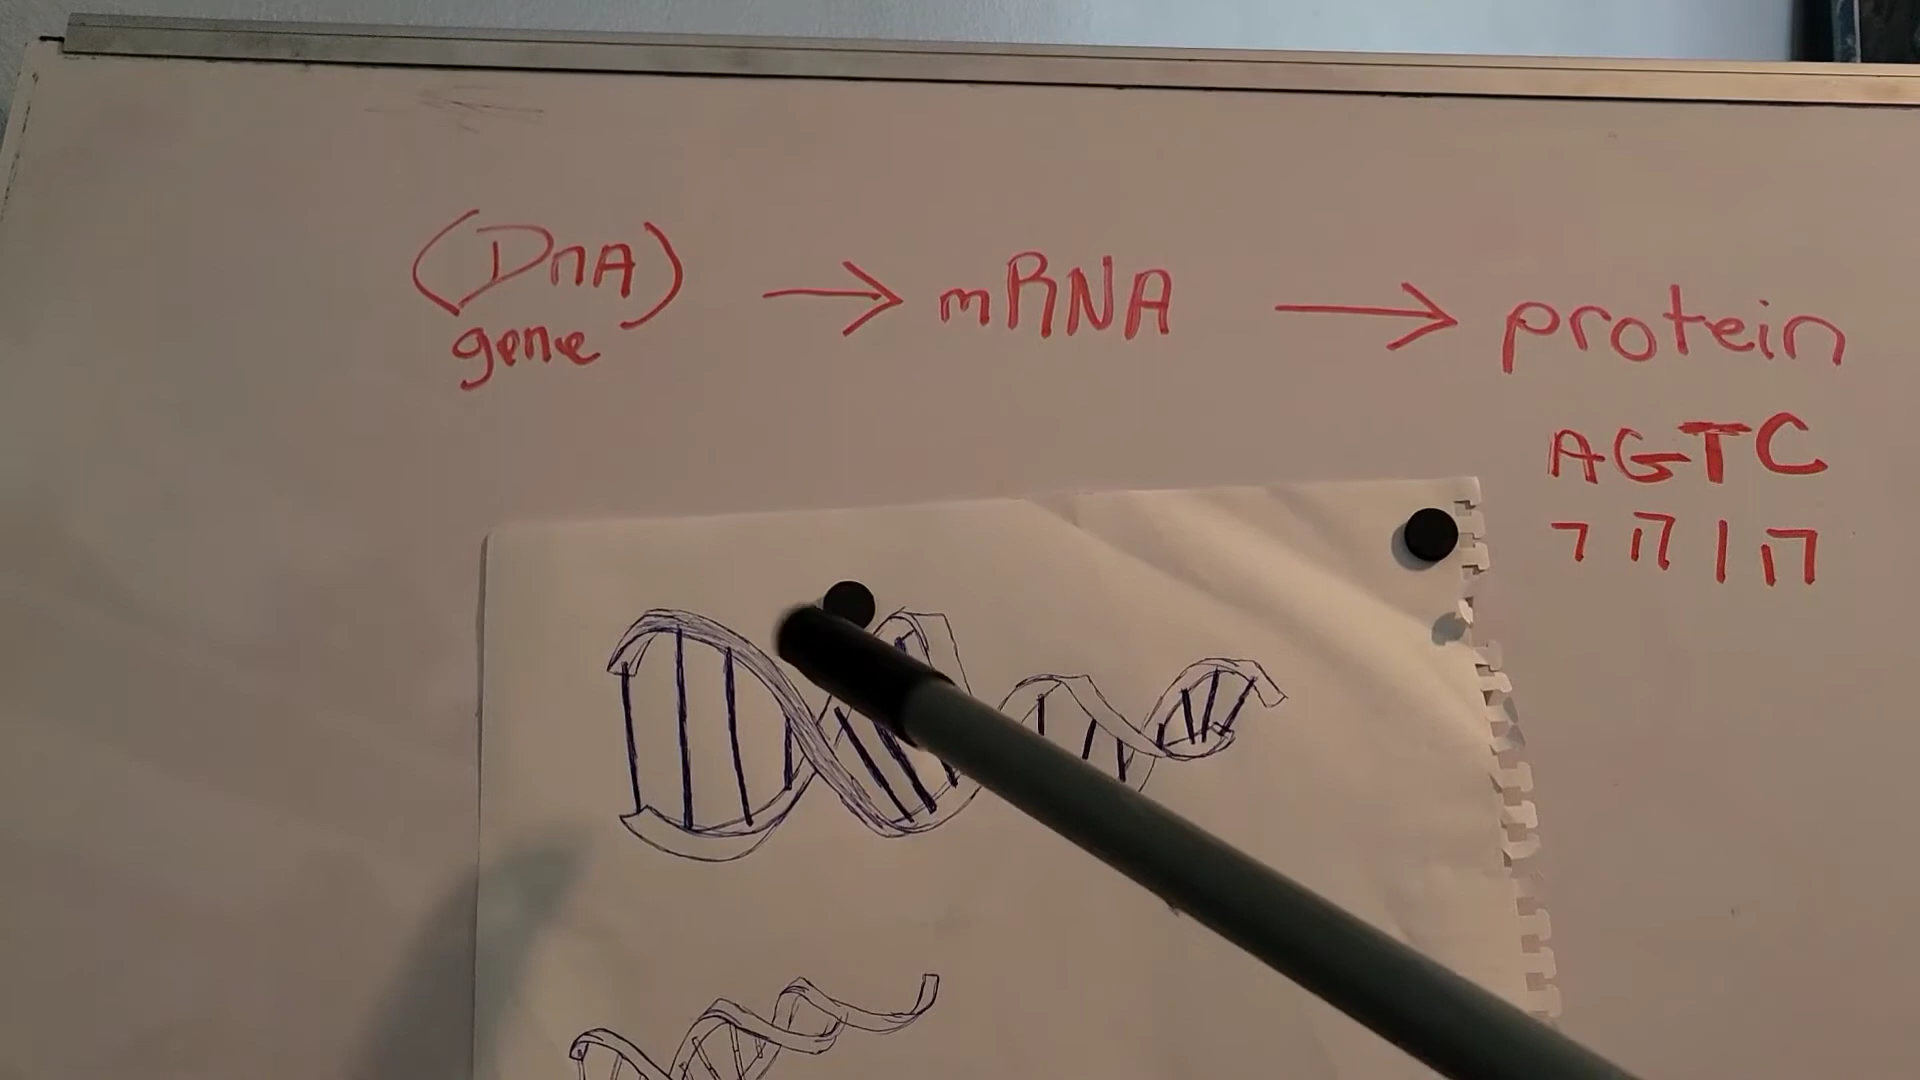 (DnA) → mRNA → protein
gene
AGTC